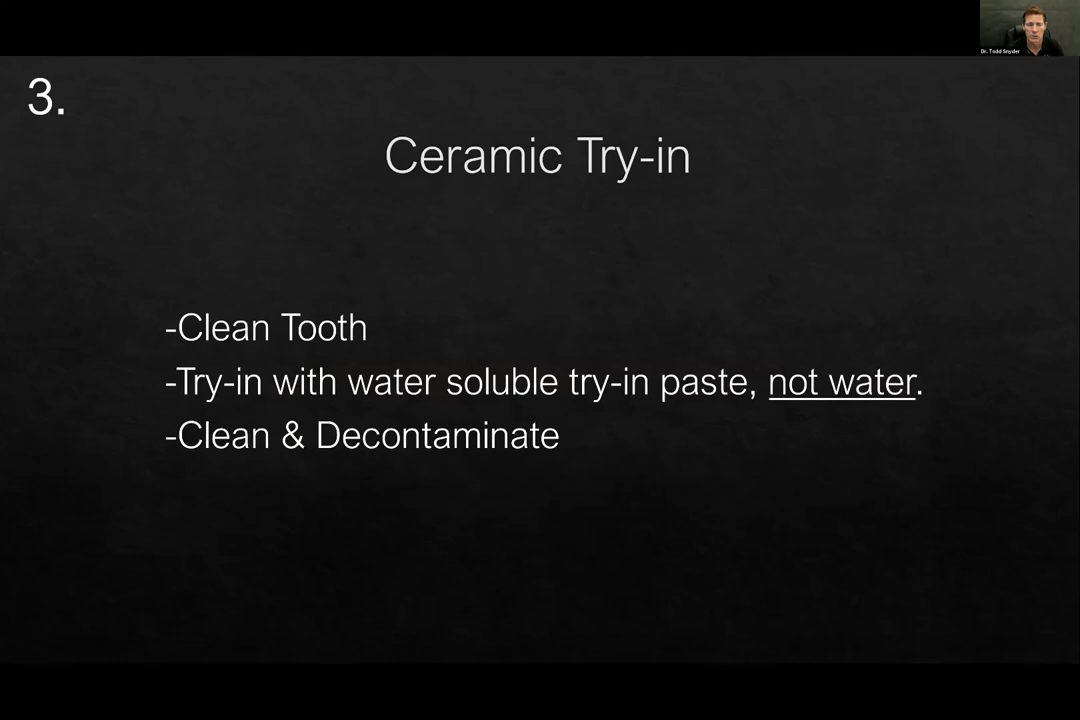 Dr. Todd Snyder
3.
Ceramic Try-in
-Clean Tooth
-Try-in with water soluble try-in paste, not water.
-Clean & Decontaminate